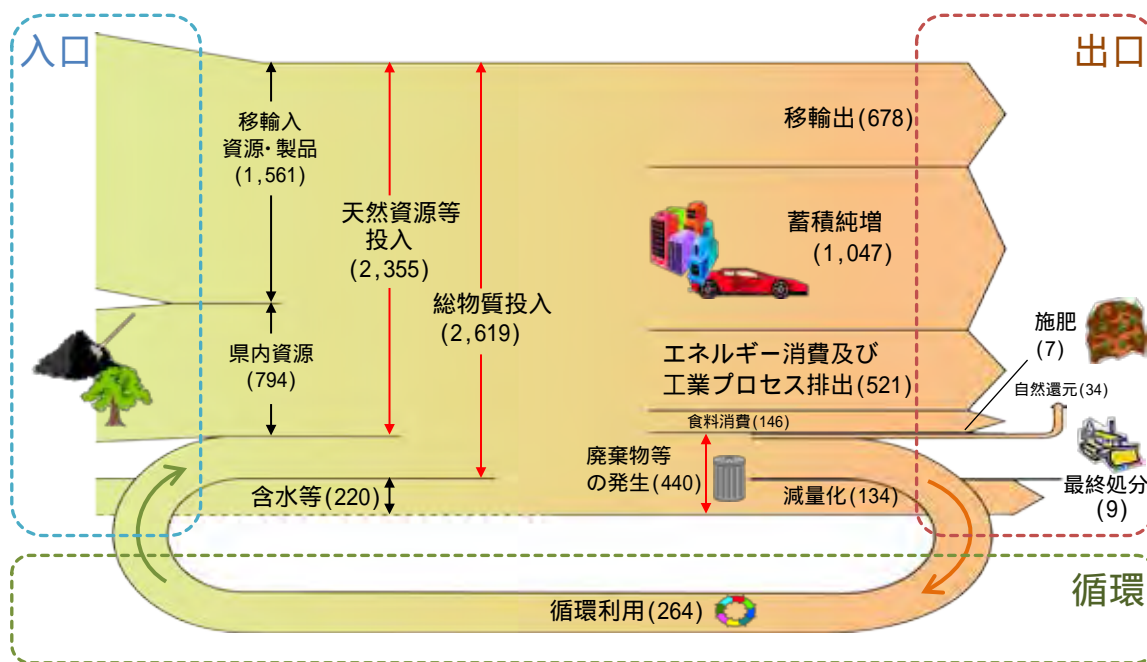 入口
出口
移輸入
資源・製品
(1,561)
天然資源等
投入
(2,355)
総物質投入
(2,619)
県内資源
(794)
含水等(220)
移輸出(678)
蓄積純増
(1,047)
エネルギー消費及び
工業プロセス排出(521)
食料消費(146)
施肥
(7)
自然還元(34)
廃棄物等
の発生(440)
減量化(134)
最終処分
(9)
循環利用(264)
循環